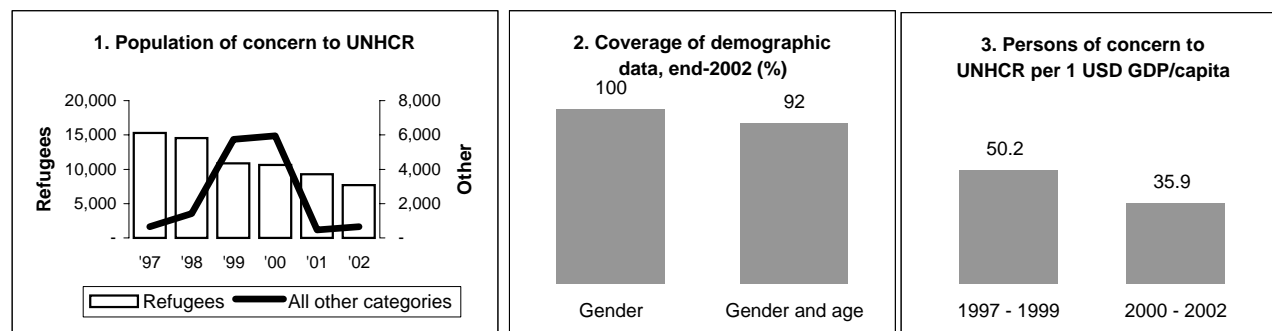 1. Population of concern to UNHCR
20,000
15,000
10,000
5,000
-
Refugees
8,000
6,000
4,000
2,000
-
Other
'97 '98 '99 '00 '01 '02
Refugees All other categories
2. Coverage of demographic
data, end-2002 (%)
100
92
Gender Gender and age
3. Persons of concern to
UNHCR per 1 USD GDP/capita
50.2
35.9
1997 - 1999 2000 - 2002